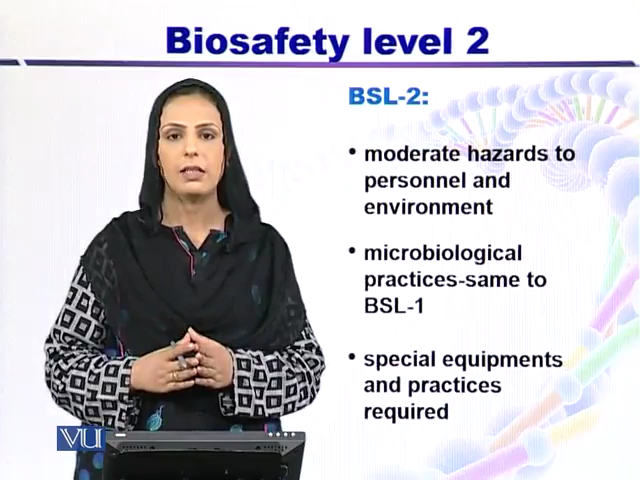 Biosafety level 2
BSL-2:
• moderate hazards to
personnel and
environment
• microbiological
practices-same to
BSL-1
• special equipments
and practices
required
VU